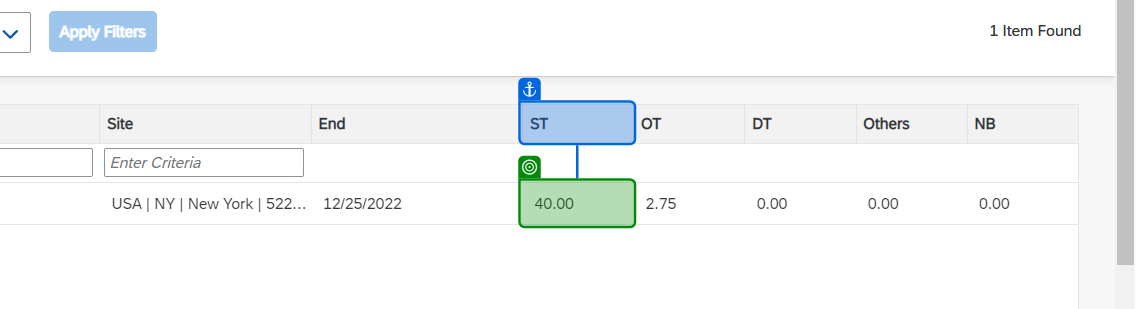 Apply Filters
1 Item Found
Site End ST OT DT Others NB
Enter Criteria
USA | NY | New York | 522... 12/25/2022 40.00 2.75 0.00 0.00 0.00